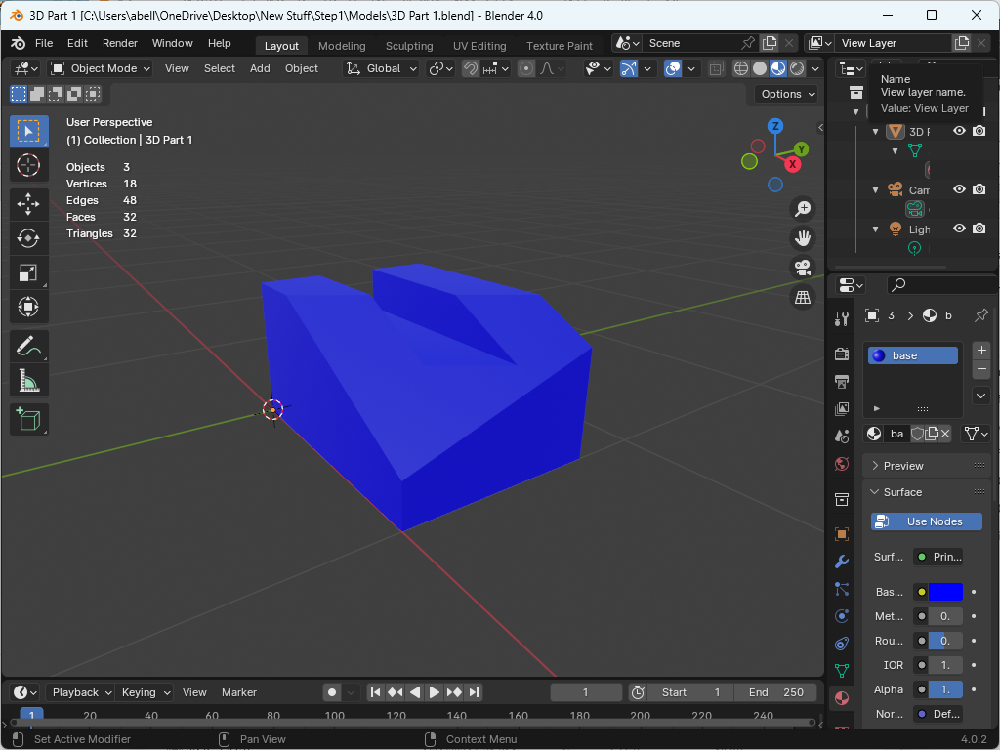 3D Part 1 [C:\Users\abell\OneDrive\Desktop\New Stuff\Step1\Models\3D Part 1.blend] - Blender 4.0
File Edit Render Window Help Layout Modeling Sculpting UV Editing Texture Paint Scene View Layer
Object Mode View Select Add Object Global
Options
Name
View layer name.
Value: View Layer
User Perspective
(1) Collection | 3D Part 1
Objects 3
Vertices 18
Edges 48
Faces 32
Triangles 32
Z
Y
X
3D P
Cam
Ligh
3 b
base
ba
Preview
Surface
Use Nodes
Surf... Prin...
Bas...
Met... 0.
Rou... 0.
IOR 1.
Alpha 1.
Nor... Def...
Playback Keying View Marker 1 Start 1 End 250
1 20 40 60 80 100 120 140 160 180 200 220 240
Set Active Modifier Pan View Context Menu 4.0.2